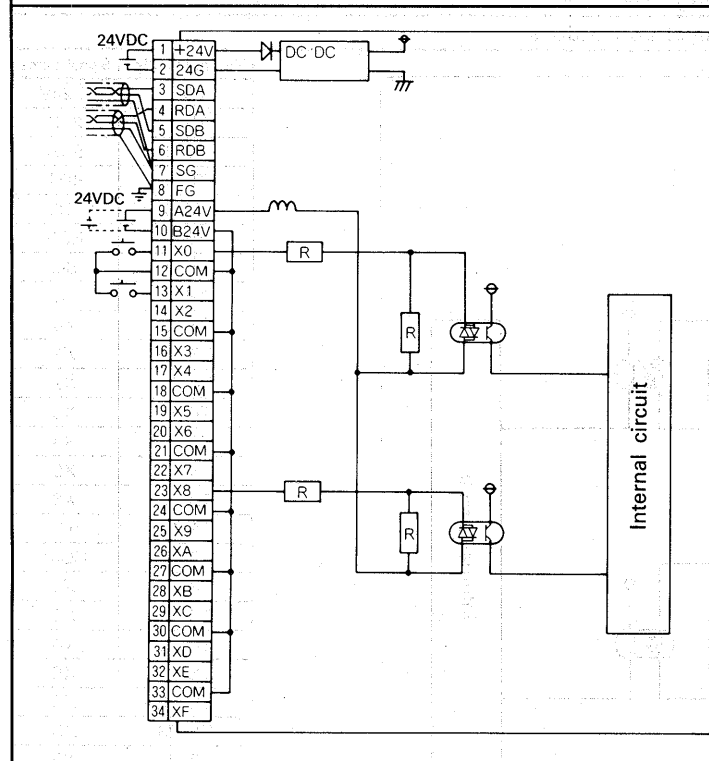 24VDC
1 +24V
DC DC
2 24G
3 SDA
4 RDA
5 SDB
6 RDB
7 SG
8 FG
24VDC
9 A24V
10 B24V
11 X0
R
12 COM
13 X1
14 X2
15 COM
R
16 X3
17 X4
18 COM
19 X5
20 X6
21 COM
22 X7
23 X8
R
24 COM
25 X9
R
26 XA
27 COM
28 XB
29 XC
30 COM
31 XD
32 XE
33 COM
34 XF
Internal circuit